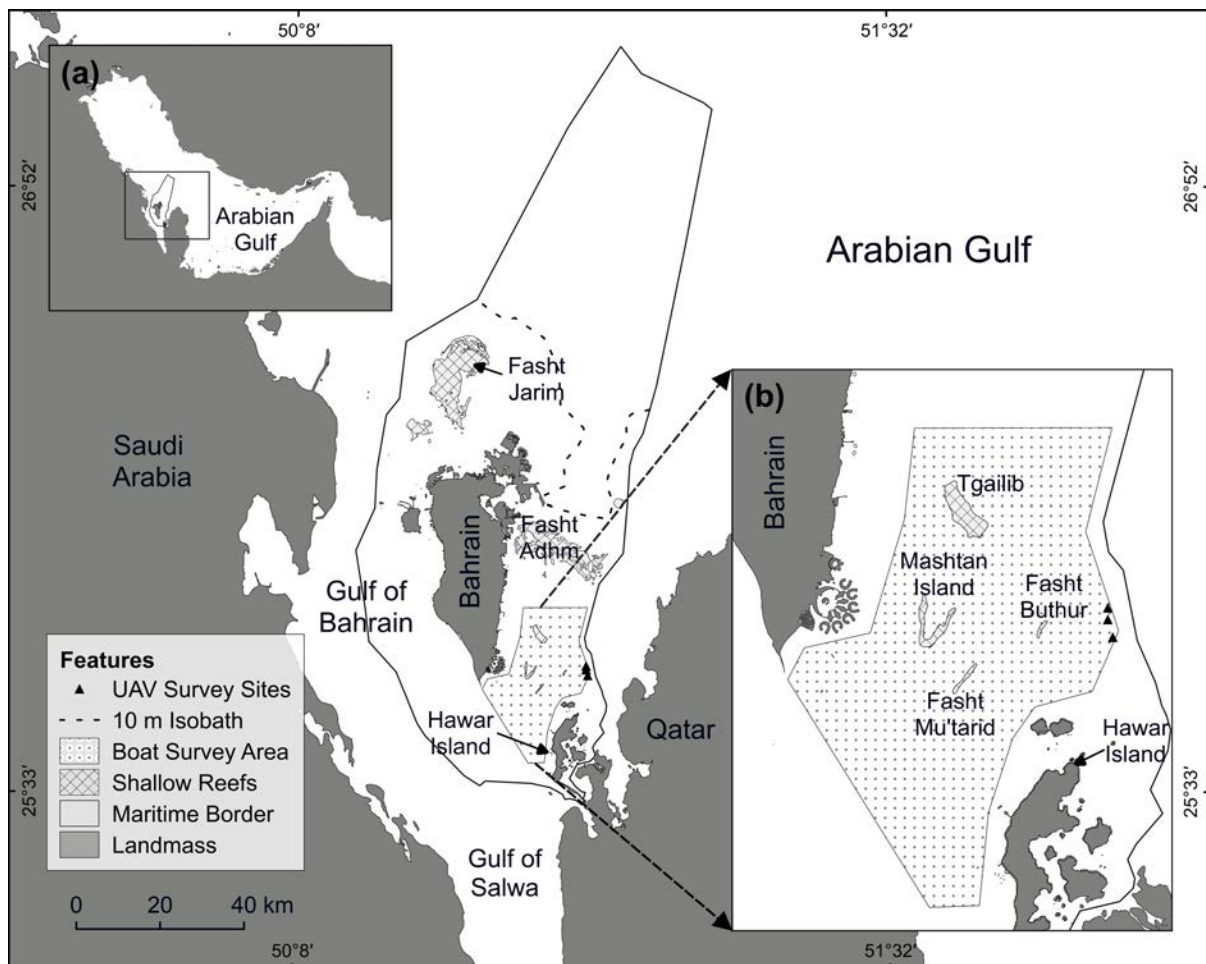 50°8′
51°32′
(a)
26°52′
26°52′
Arabian
Gulf
Arabian Gulf
Fasht
Jarim
Saudi
Arabia
(b)
Bahrain
Tgailib
Mashtan
Island
Fasht
Buthur
Fasht
Mu'tarid
Hawar
Island
Fasht
Adhm
Bahrain
Gulf of
Bahrain
Hawar
Island
Qatar
Features
UAV Survey Sites
10 m Isobath
Boat Survey Area
Shallow Reefs
Maritime Border
Landmass
25°33′
25°33′
Gulf of
Salwa
0 20 40 km
50°8′
51°32′